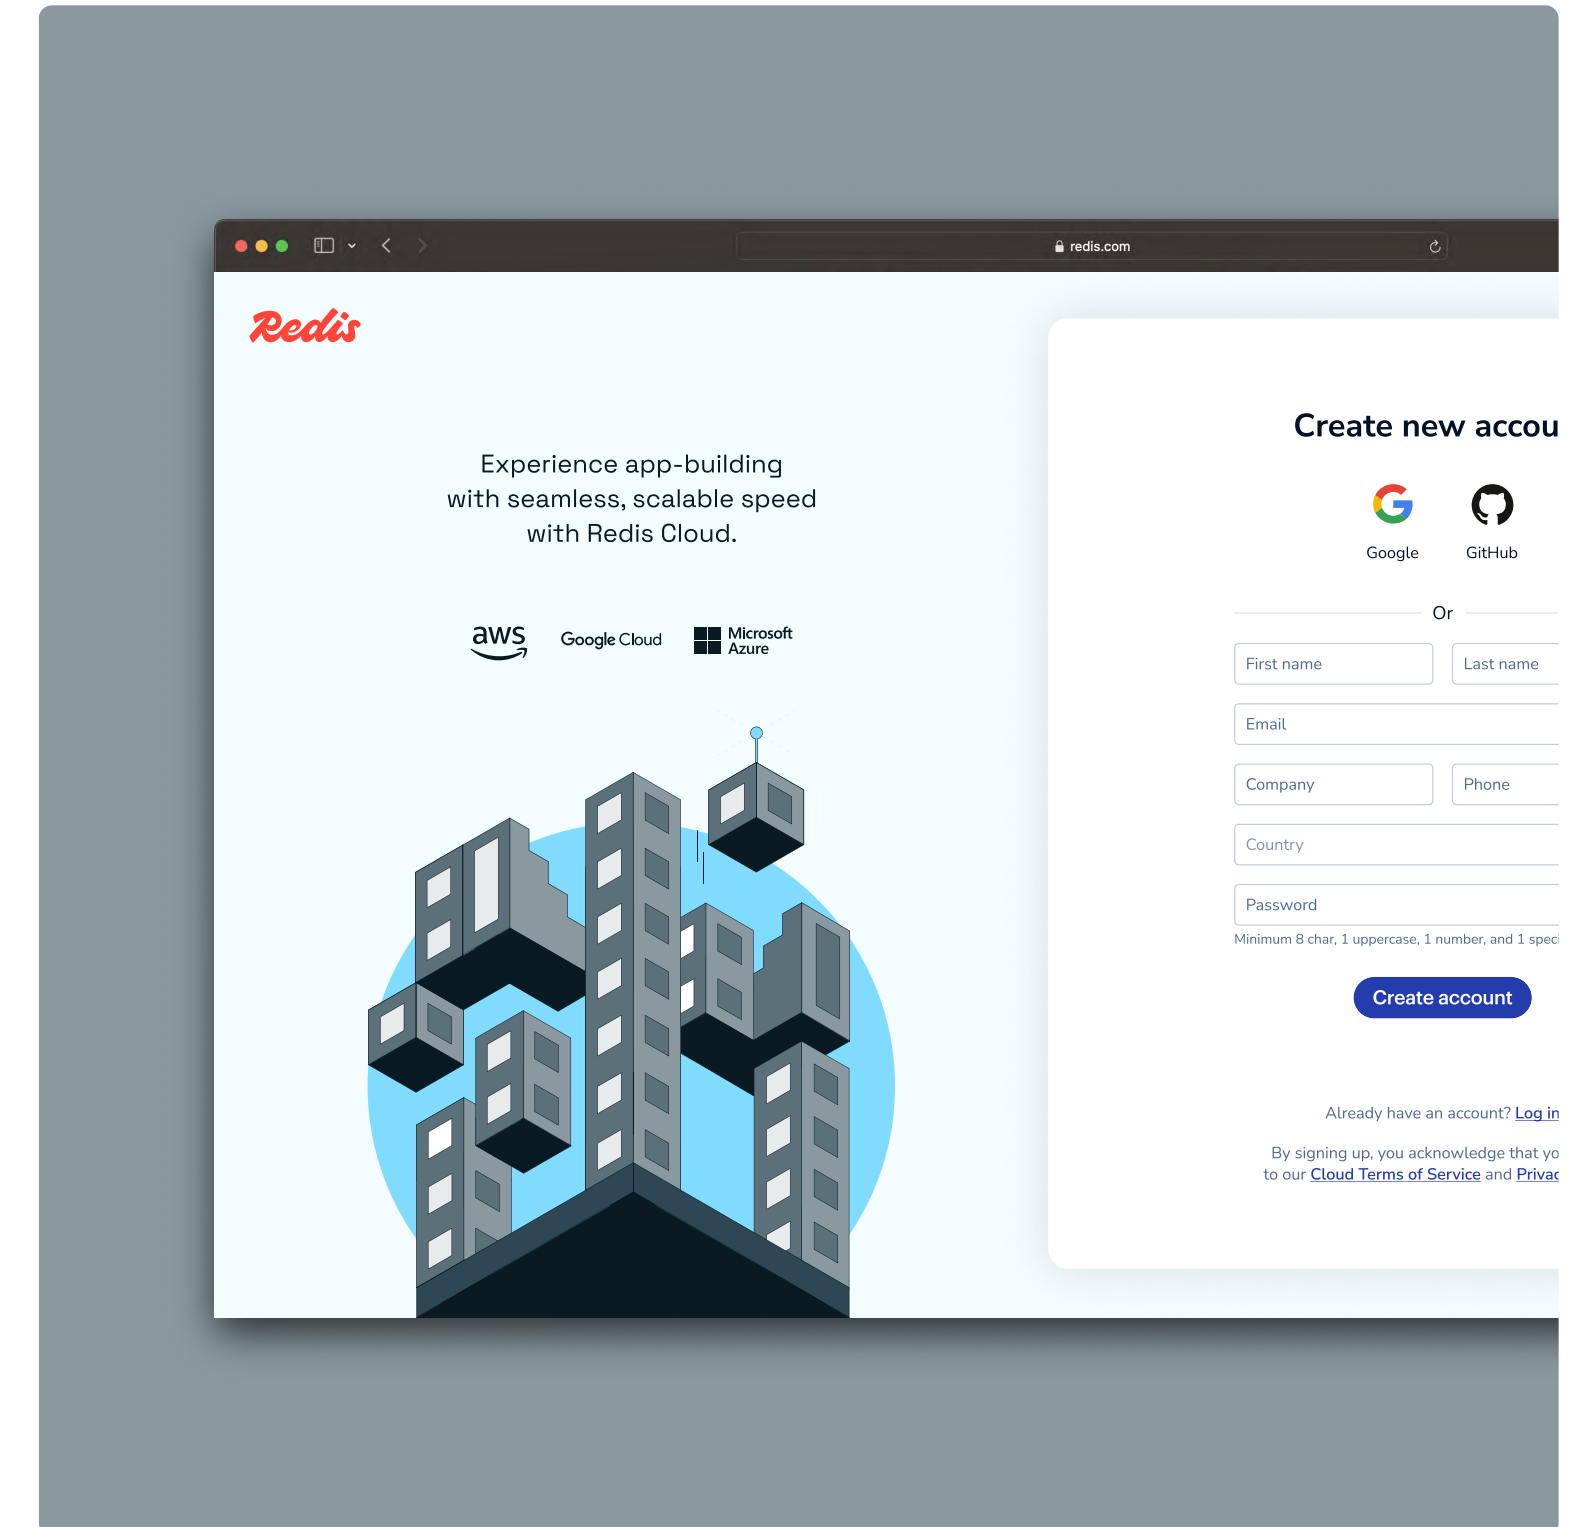 redis.com
Redis
Experience app-building
with seamless, scalable speed
with Redis Cloud.
aws
Google Cloud
Microsoft
Azure
Create new accou
Google
GitHub
Or
First name
Last name
Email
Company
Phone
Country
Password
Minimum 8 char, 1 uppercase, 1 number, and 1 speci
Create account
Already have an account? Log in
By signing up, you acknowledge that yo
to our Cloud Terms of Service and Privac